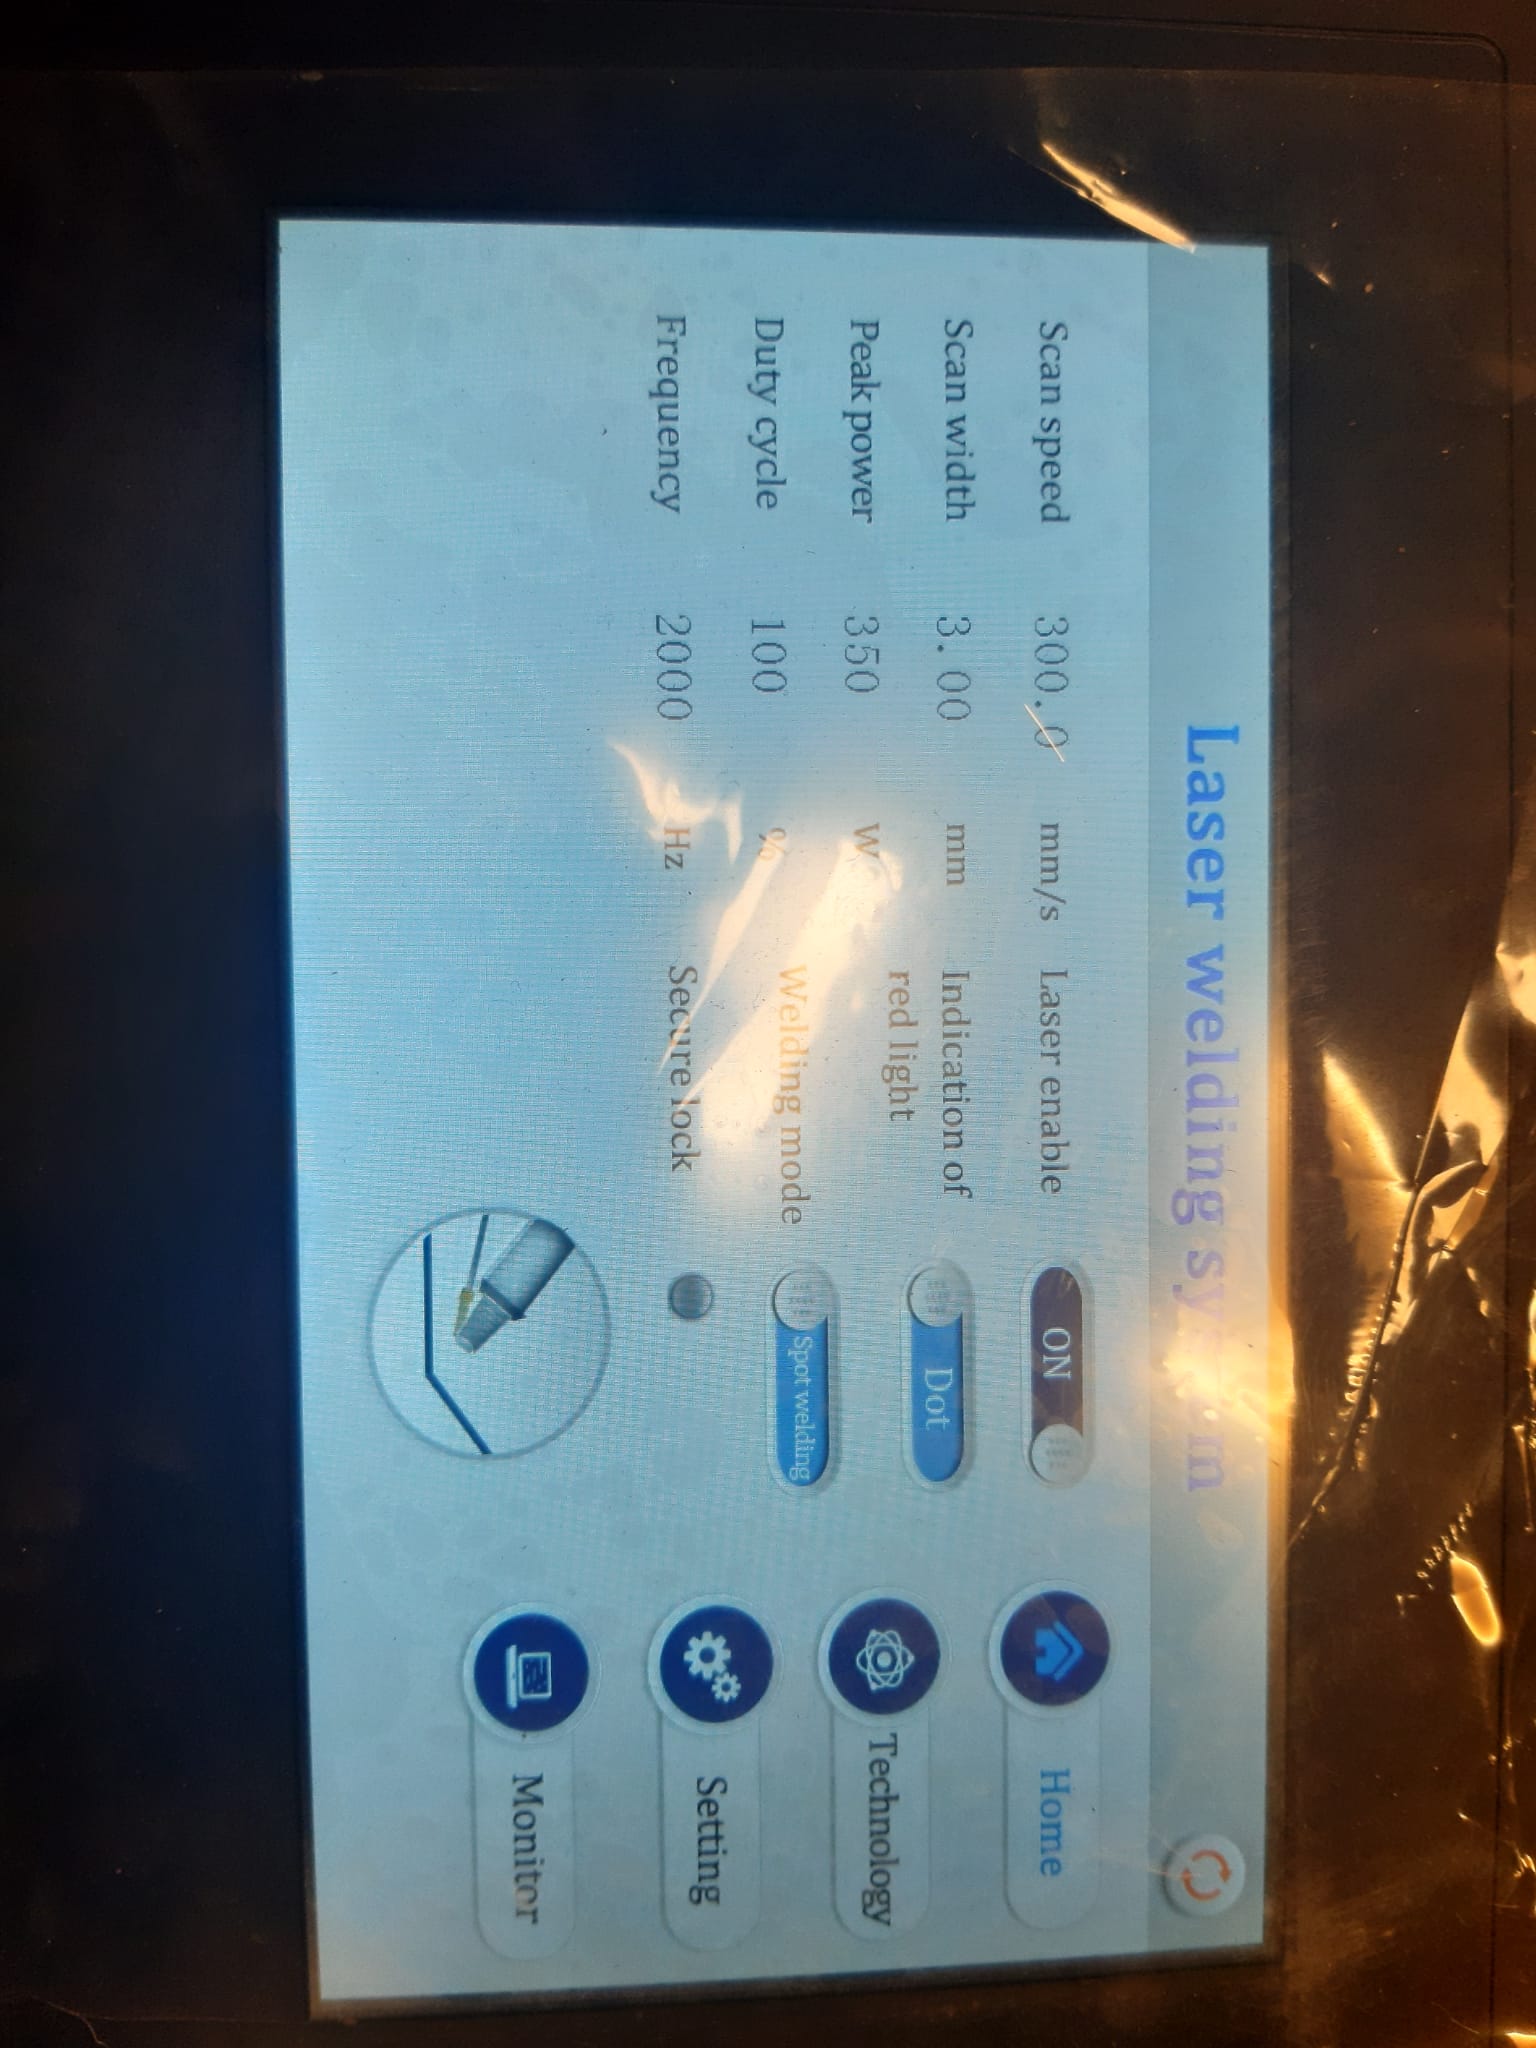 Laser welding system
Scan speed 300.0 mm/s
Scan width 3.00 mm
Peak power 350 W
Duty cycle 100 %
Frequency 2000 Hz
Laser enable ON
Indication of
red light Dot
Welding mode Spot welding
Secure lock
Home
Technology
Setting
Monitor